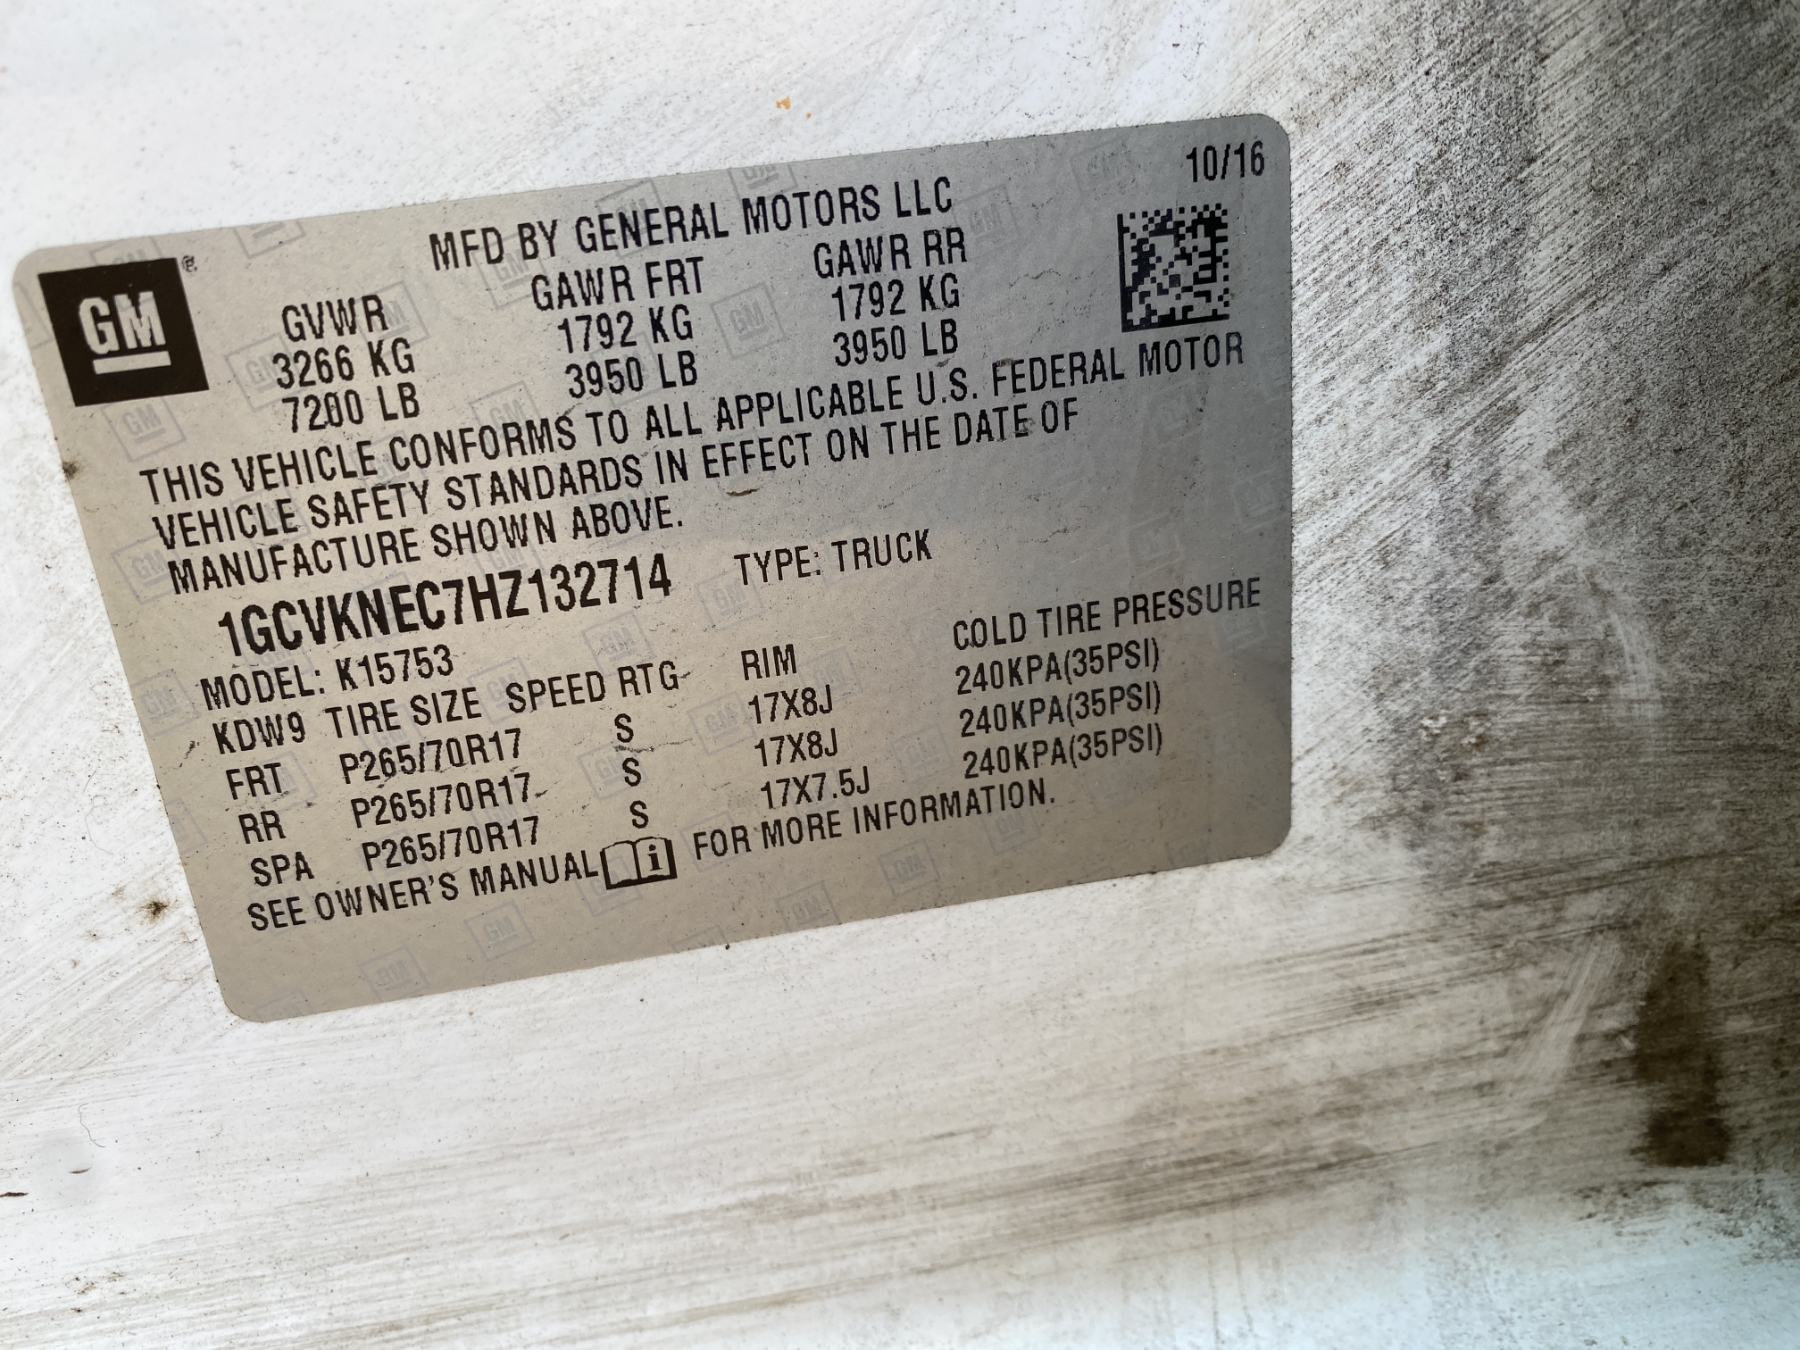 10/16
MFD BY GENERAL MOTORS LLC
GM
GVWR GAWR FRT GAWR RR
3266 KG 1792 KG 1792 KG
7200 LB 3950 LB 3950 LB
THIS VEHICLE CONFORMS TO ALL APPLICABLE U.S. FEDERAL MOTOR
VEHICLE SAFETY STANDARDS IN EFFECT ON THE DATE OF
MANUFACTURE SHOWN ABOVE.
1GCVKNEC7HZ132714 TYPE: TRUCK
MODEL: K15753
KDW9 TIRE SIZE SPEED RTG RIM COLD TIRE PRESSURE
FRT P265/70R17 S 17X8J 240KPA(35PSI)
RR P265/70R17 S 17X8J 240KPA(35PSI)
SPA P265/70R17 S 17X7.5J 240KPA(35PSI)
SEE OWNER'S MANUAL i FOR MORE INFORMATION.